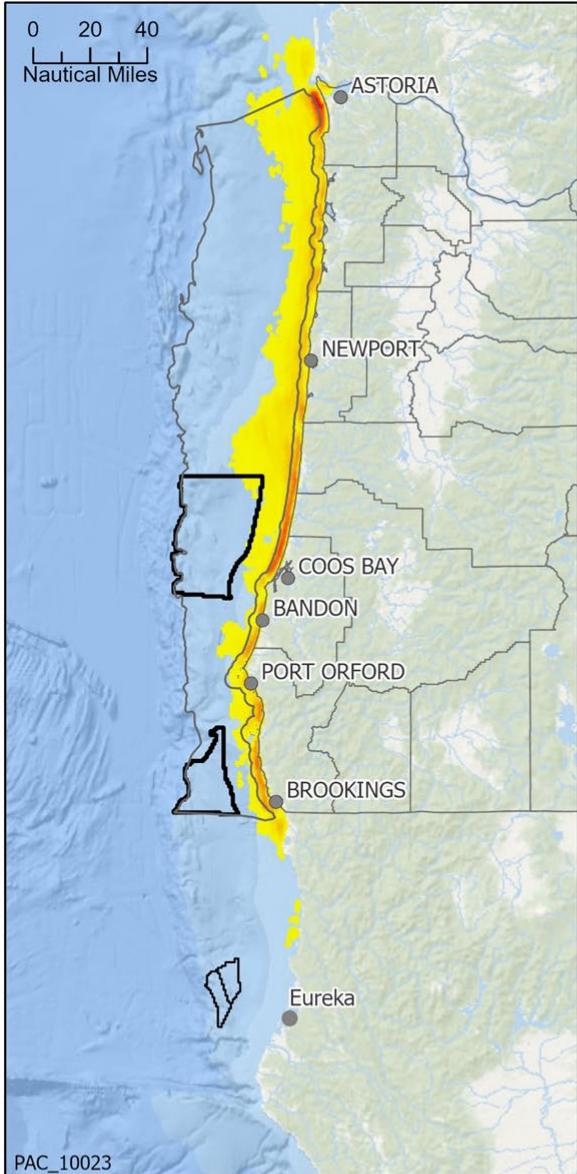 0 20 40
Nautical Miles
ASTORIA
NEWPORT
COOS BAY
BANDON
PORT ORFORD
BROOKINGS
Eureka
PAC_10023